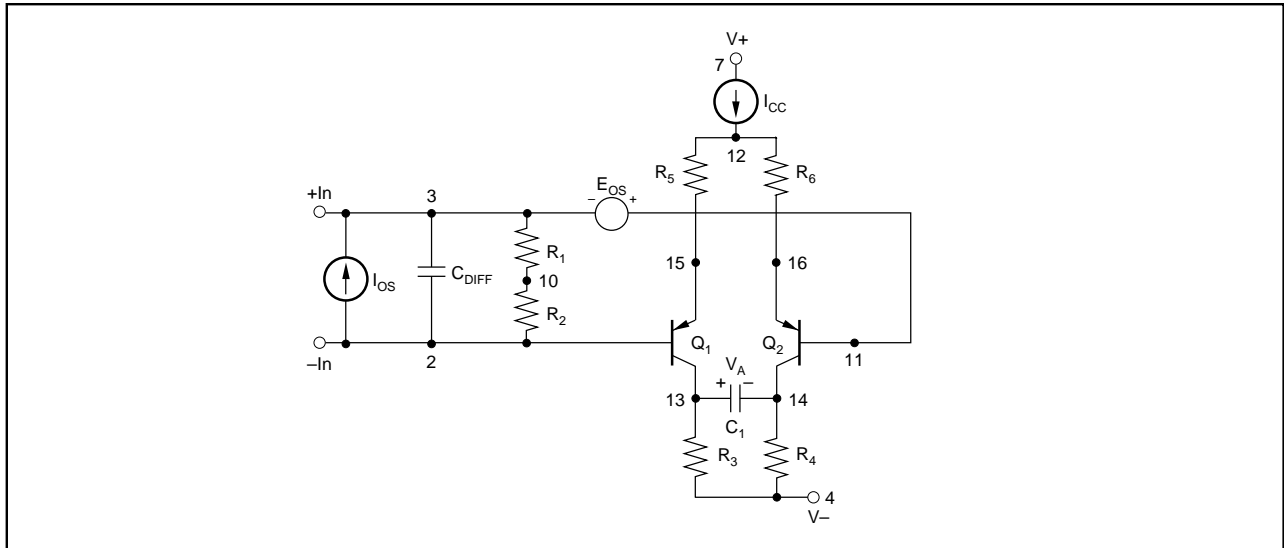 V+
7
I_CC
12
R_5 R_6
E_OS
+In 3 − +
R_1
15 16
I_OS C_DIFF 10
R_2
Q_1 Q_2
–In 2 11
V_A
+ −
13 14
C_1
R_3 R_4
4
V–